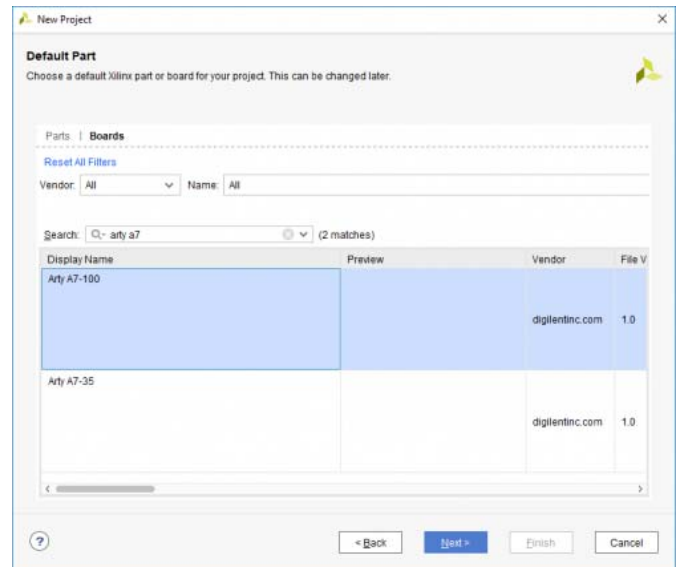 New Project
Default Part
Choose a default Xilinx part or board for your project. This can be changed later.
Parts | Boards
Reset All Filters
Vendor: All Name: All
Search: arty a7 (2 matches)
Display Name Preview Vendor File V
Arty A7-100
digilentinc.com 1.0
Arty A7-35
digilentinc.com 1.0
? < Back Next > Finish Cancel